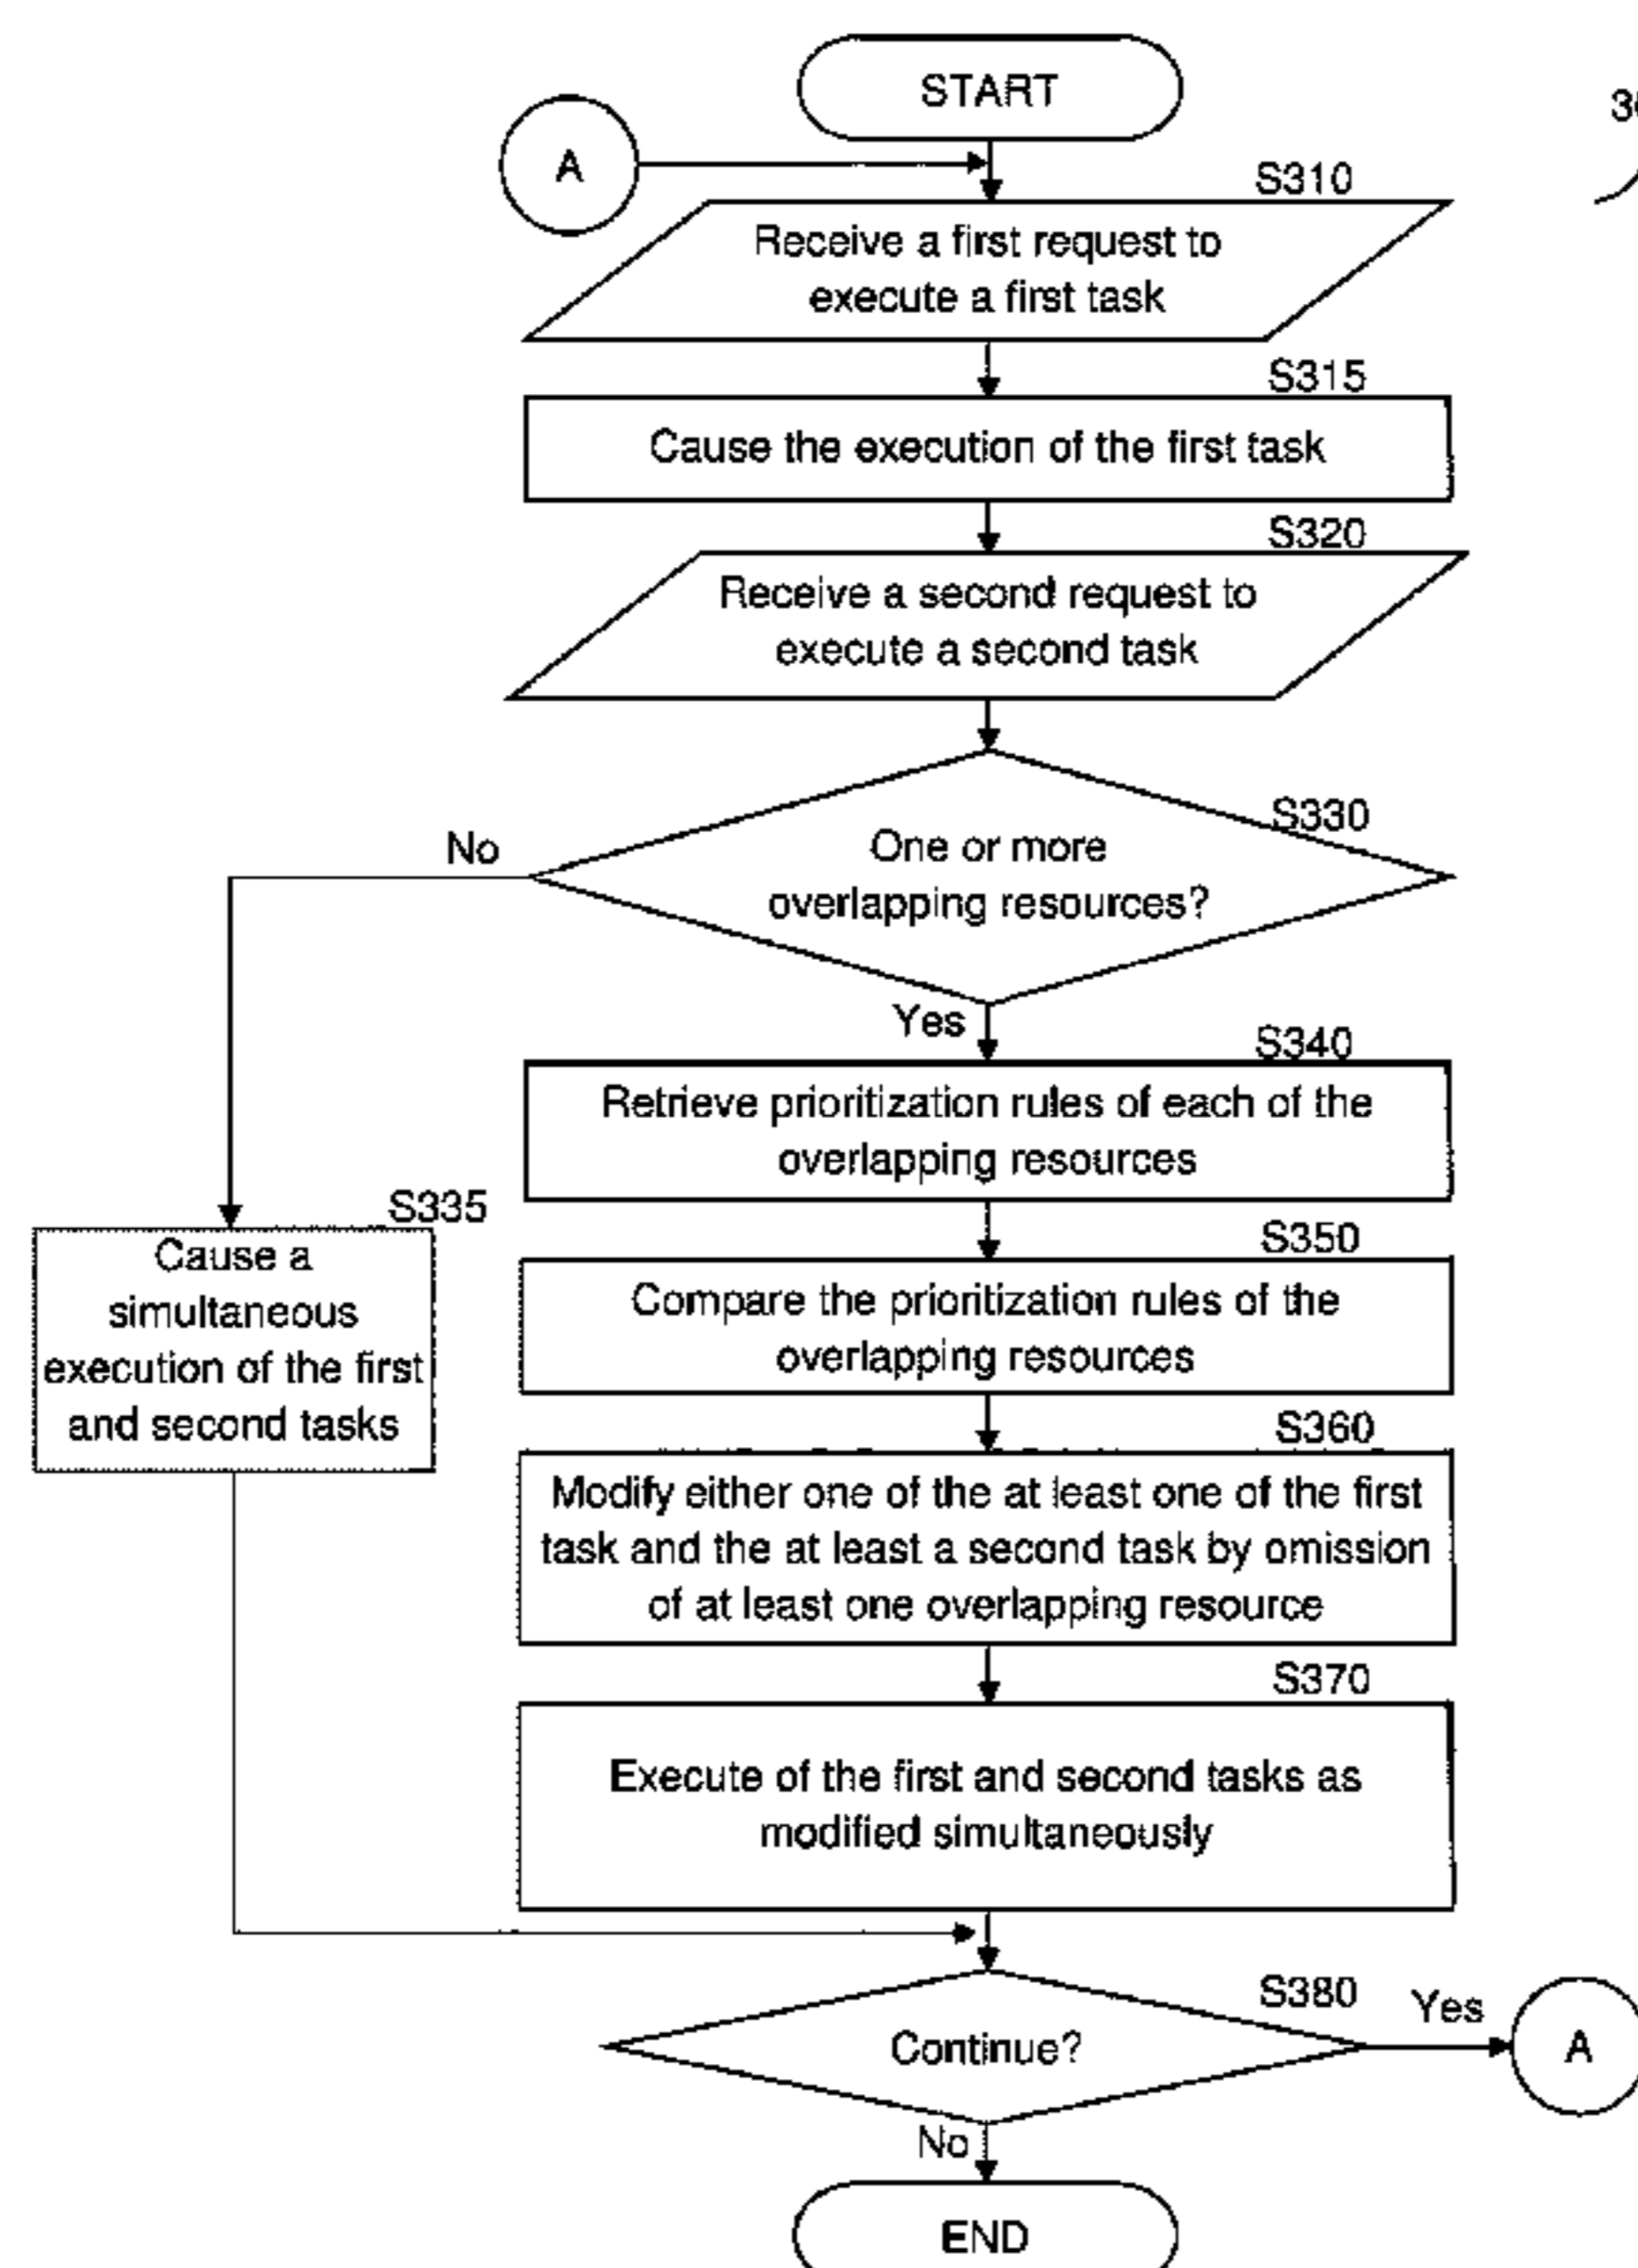 START
A
S310
Receive a first request to
execute a first task
S315
Cause the execution of the first task
S320
Receive a second request to
execute a second task
S330
One or more
overlapping resources?
No
Yes
S340
Retrieve prioritization rules of each of the
overlapping resources
S335
Cause a
simultaneous
execution of the first
and second tasks
S350
Compare the prioritization rules of the
overlapping resources
S360
Modify either one of the at least one of the first
task and the at least a second task by omission
of at least one overlapping resource
S370
Execute of the first and second tasks as
modified simultaneously
S380
Continue?
Yes
A
No
END